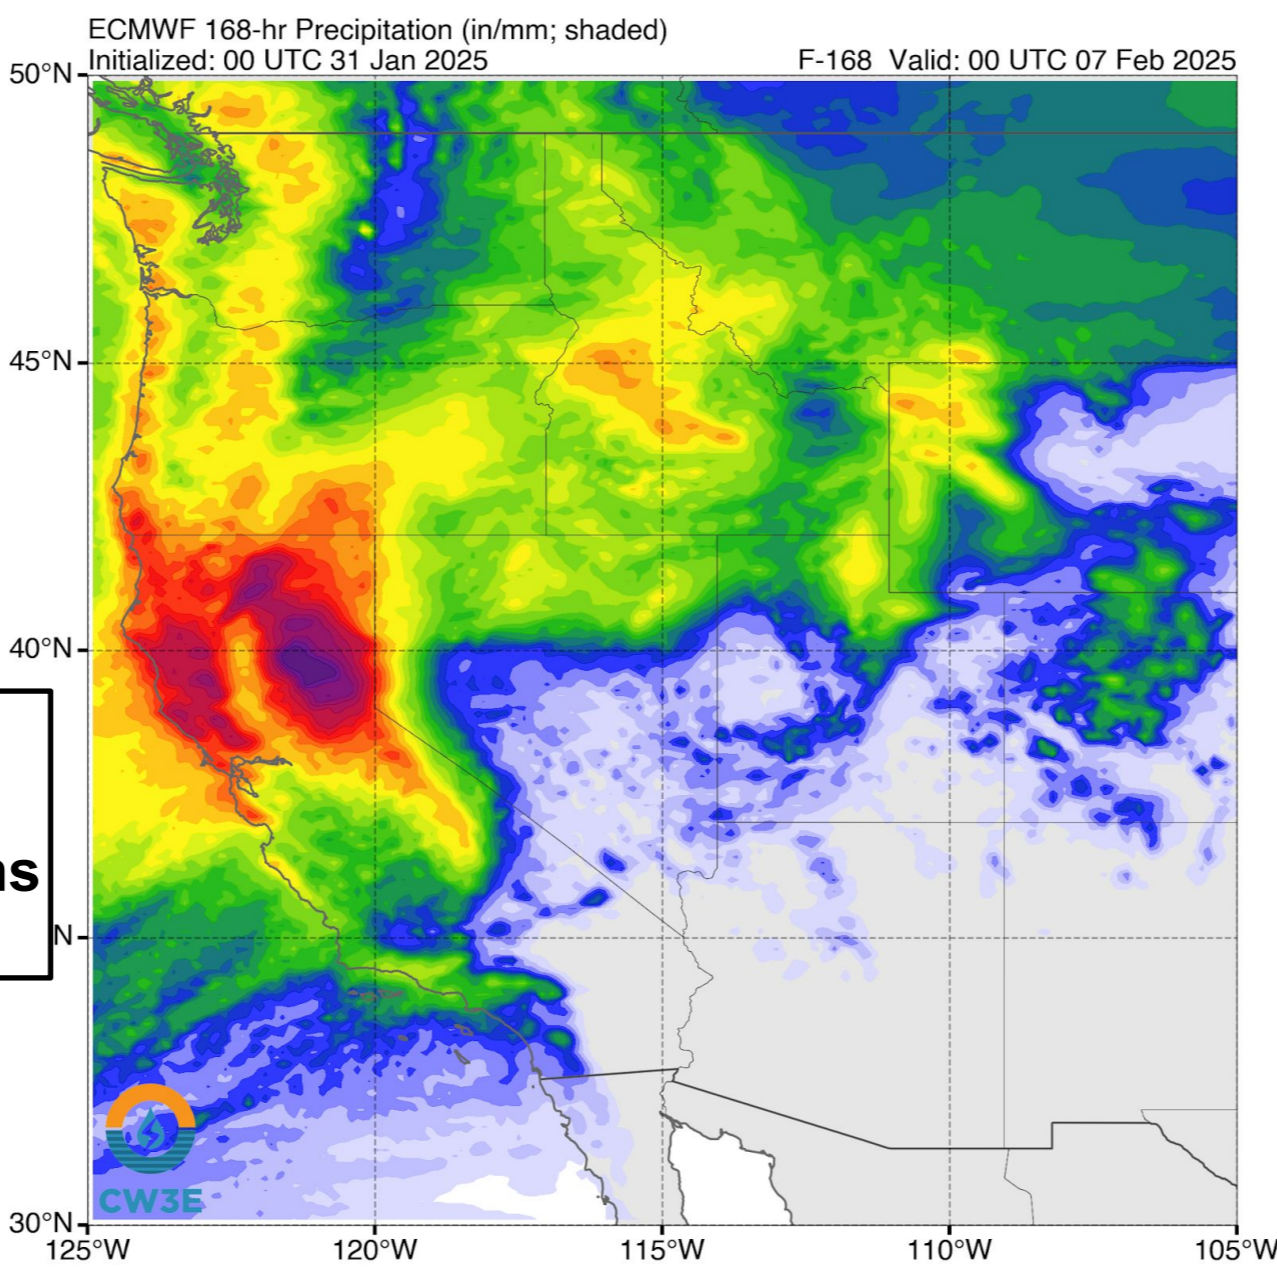 ECMWF 168-hr Precipitation (in/mm; shaded)
Initialized: 00 UTC 31 Jan 2025 F-168 Valid: 00 UTC 07 Feb 2025
50°N
45°N
40°N
ns
N
30°N
CW3E
125°W 120°W 115°W 110°W 105°W